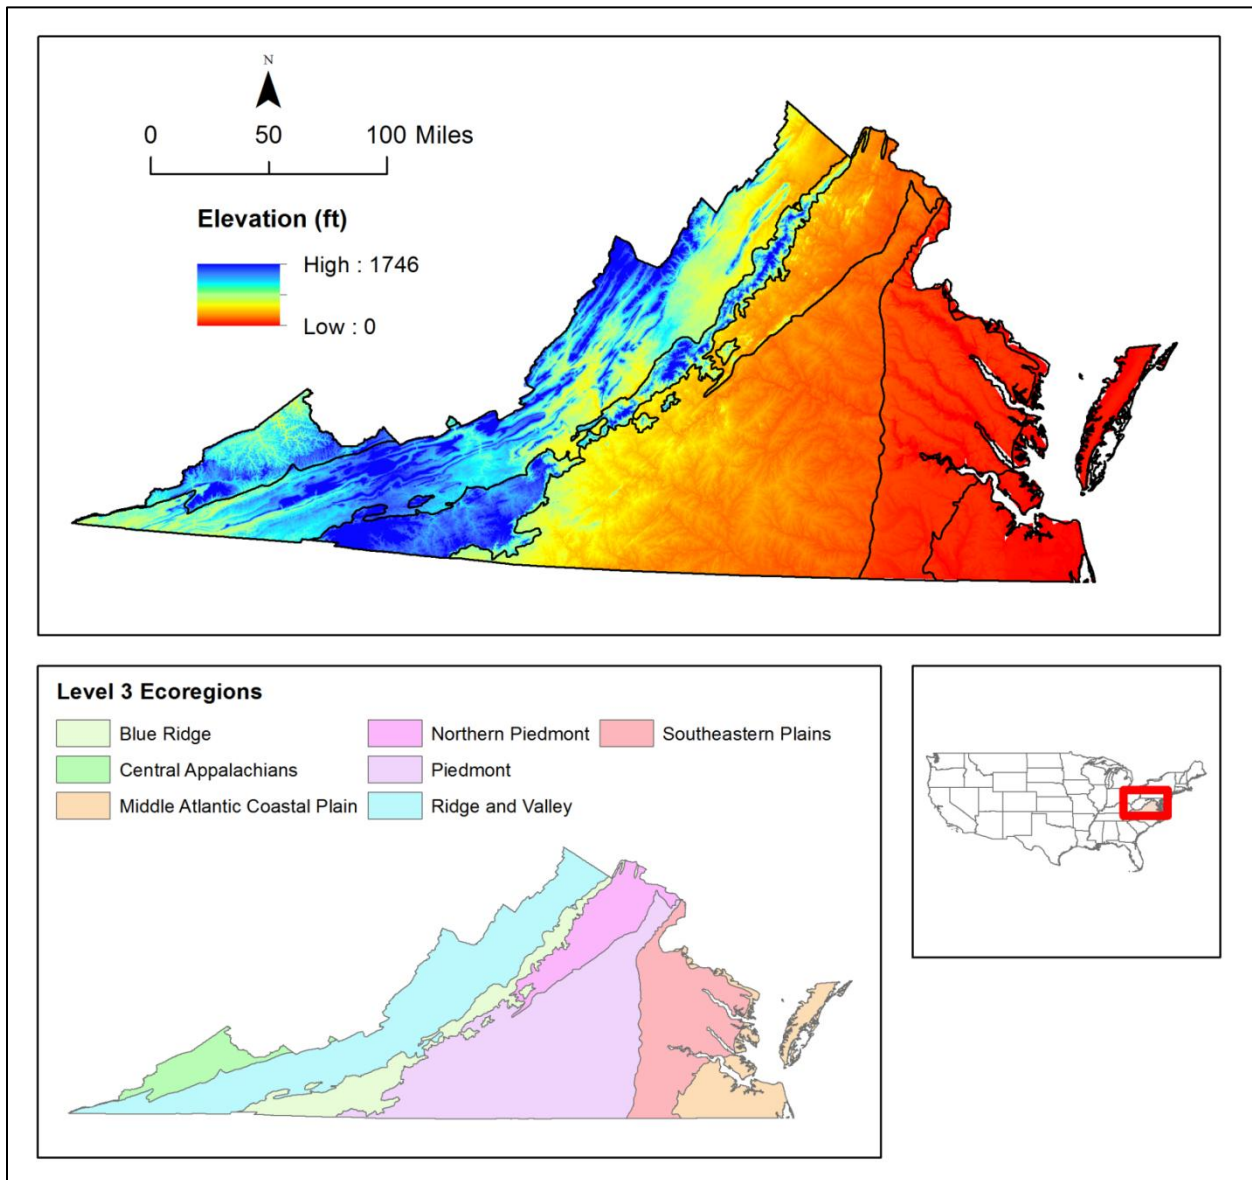 N
0 50 100 Miles
Elevation (ft)
High : 1746
Low : 0
Level 3 Ecoregions
Blue Ridge
Central Appalachians
Middle Atlantic Coastal Plain
Northern Piedmont
Piedmont
Ridge and Valley
Southeastern Plains